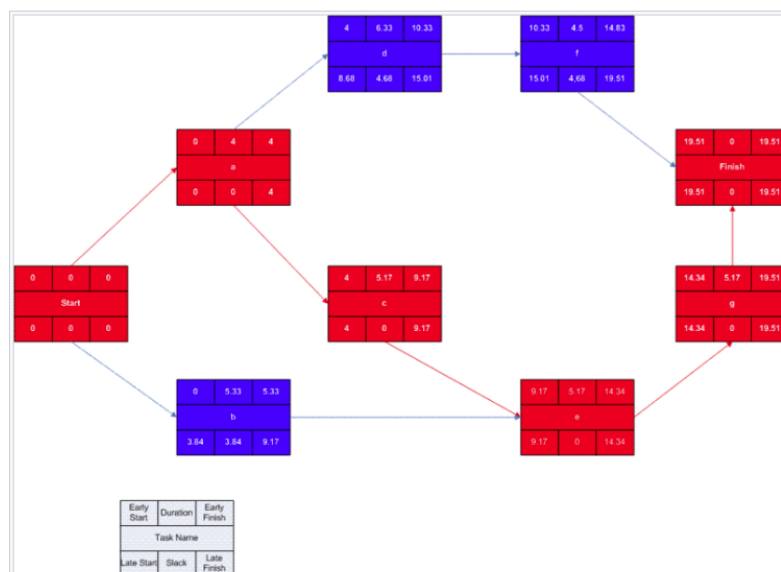 4 6.33 10.33
d
8.68 4.68 15.01
10.33 4.5 14.83
f
15.01 4,68 19.51
0 4 4
a
0 0 4
19.51 0 19.51
Finish
19.51 0 19.51
0 0 0
Start
0 0 0
4 5.17 9.17
c
4 0 9.17
14.34 5.17 19.51
g
14.34 0 19.51
0 5.33 5.33
b
3.84 3.84 9.17
9.17 5.17 14.34
e
9.17 0 14.34
Early Start Duration Early Finish
Task Name
Late Start Slack Late Finish